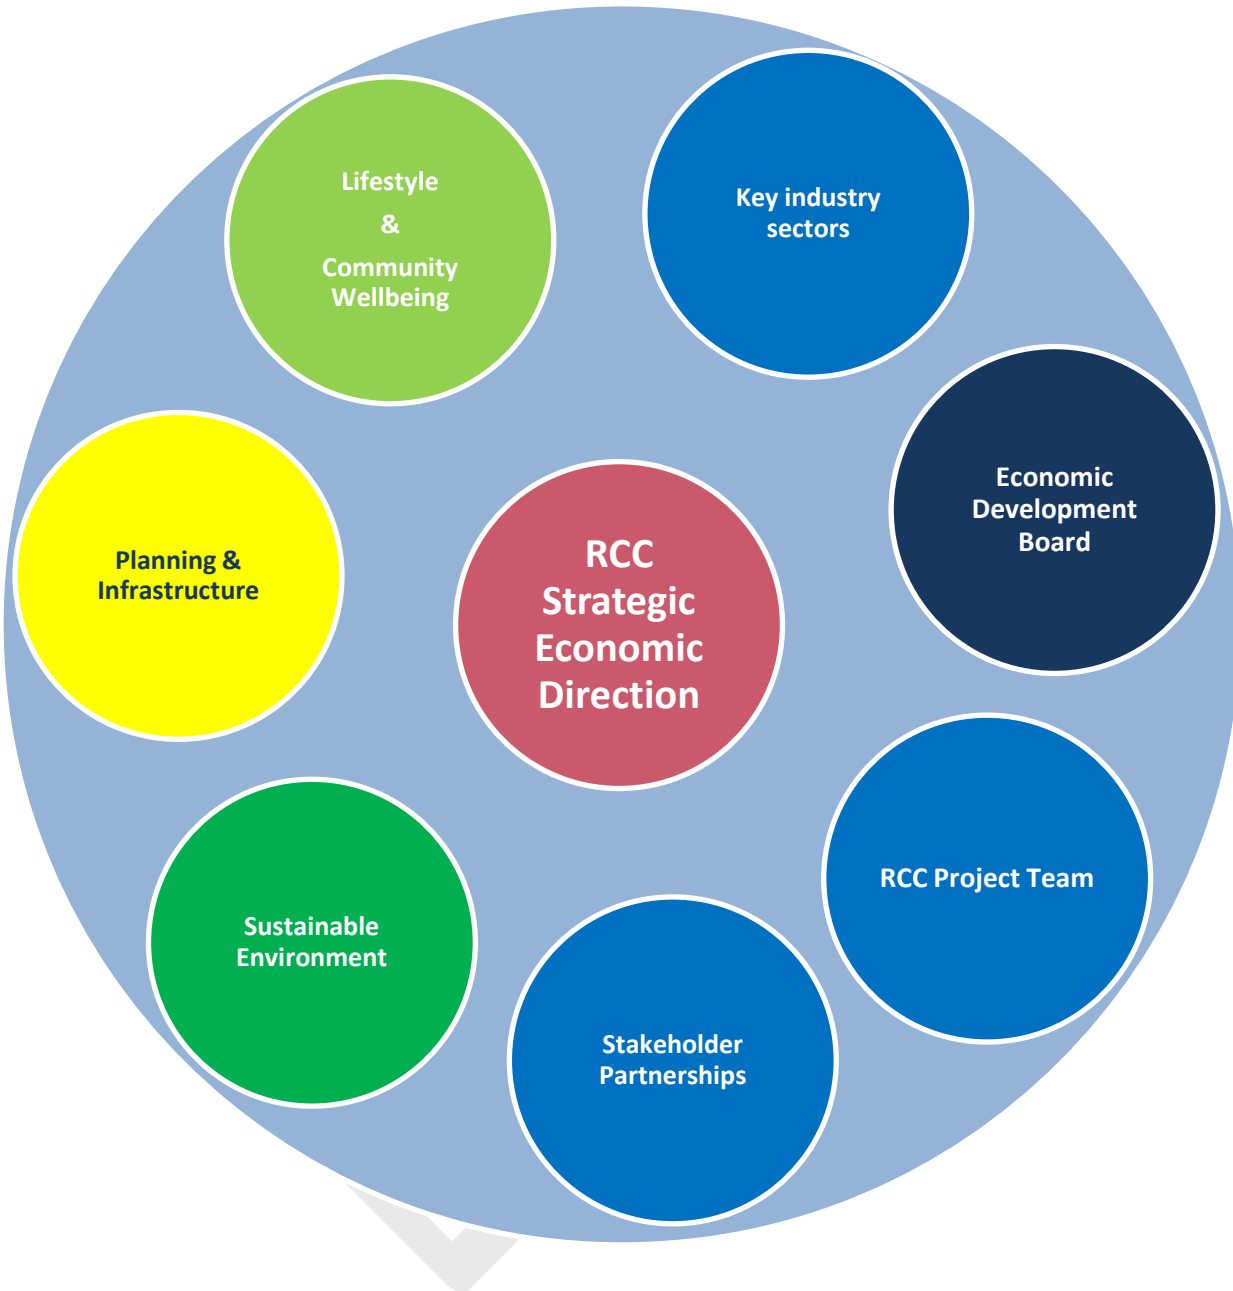 Lifestyle
&
Community
Wellbeing
Key industry
sectors
Economic
Development
Board
Planning &
Infrastructure
RCC
Strategic
Economic
Direction
RCC Project Team
Sustainable
Environment
Stakeholder
Partnerships